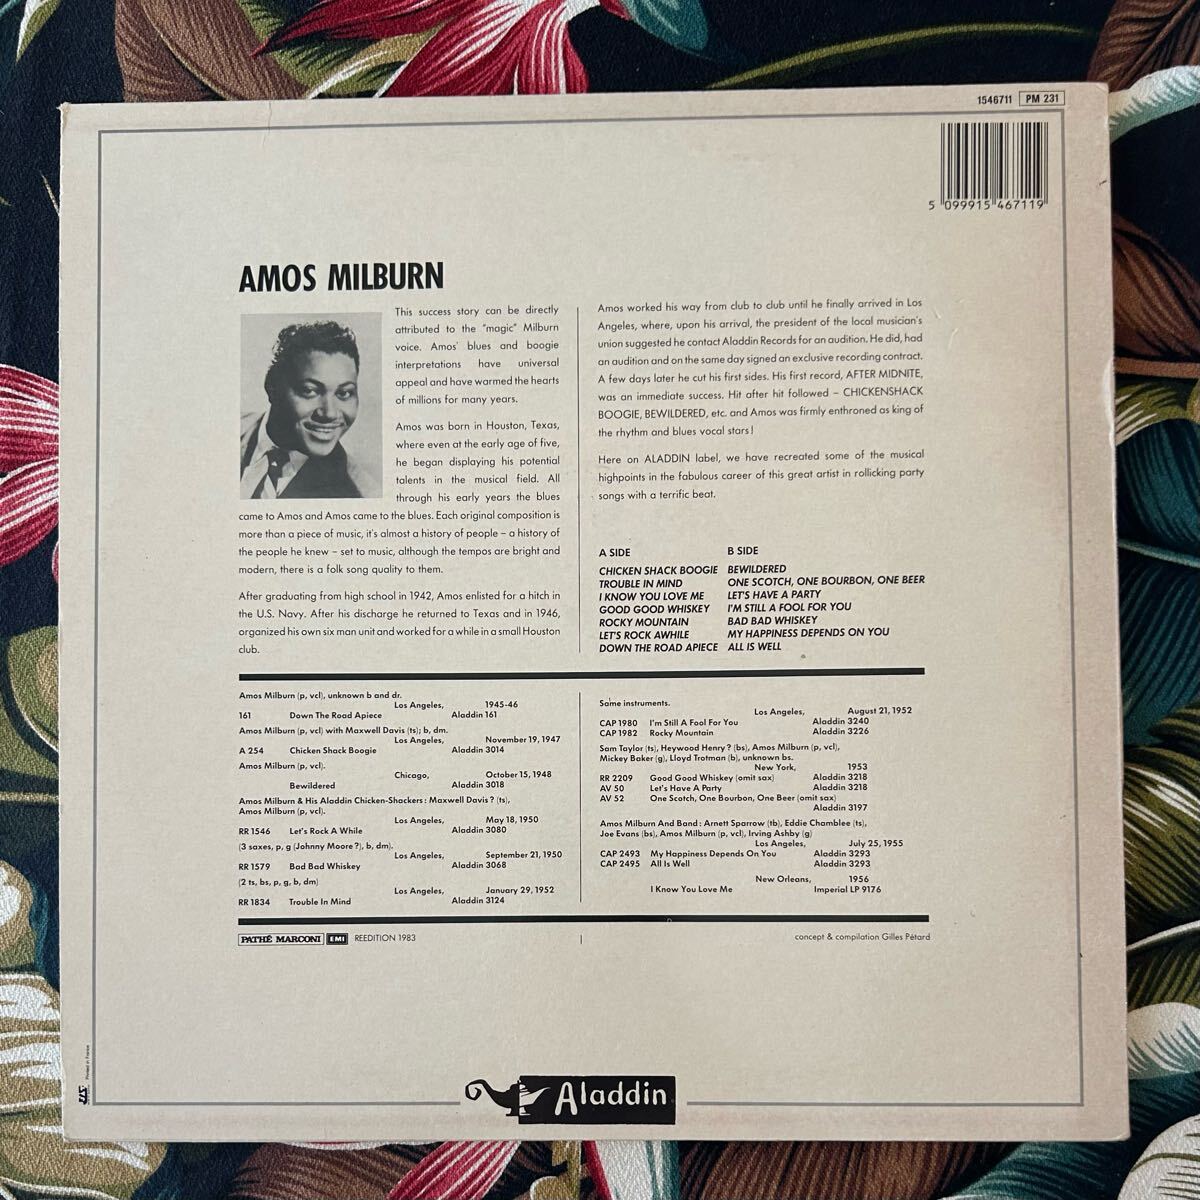 1546711 PM 231
5 099915 467119
AMOS MILBURN
This success story can be directly
attributed to the "magic" Milburn
voice. Amos' blues and boogie
interpretations have universal
appeal and have warmed the hearts
of millions for many years.
Amos was born in Houston, Texas,
where even at the early age of five,
he began displaying his potential
talents in the musical field. All
through his early years the blues
came to Amos and Amos came to the blues. Each original composition is
more than a piece of music, it's almost a history of people – a history of
the people he knew – set to music, although the tempos are bright and
modern, there is a folk song quality to them.
After graduating from high school in 1942, Amos enlisted for a hitch in
the U.S. Navy. After his discharge he returned to Texas and in 1946,
organized his own six man unit and worked for a while in a small Houston
club.
Amos worked his way from club to club until he finally arrived in Los
Angeles, where, upon his arrival, the president of the local musician's
union suggested he contact Aladdin Records for an audition. He did, had
an audition and on the same day signed an exclusive recording contract.
A few days later he cut his first sides. His first record, AFTER MIDNITE,
was an immediate success. Hit after hit followed – CHICKENSHACK
BOOGIE, BEWILDERED, etc. and Amos was firmly enthroned as king of
the rhythm and blues vocal stars!
Here on ALADDIN label, we have recreated some of the musical
highpoints in the fabulous career of this great artist in rollicking party
songs with a terrific beat.
A SIDE
CHICKEN SHACK BOOGIE
TROUBLE IN MIND
I KNOW YOU LOVE ME
GOOD GOOD WHISKEY
ROCKY MOUNTAIN
LET'S ROCK AWHILE
DOWN THE ROAD APIECE
B SIDE
BEWILDERED
ONE SCOTCH, ONE BOURBON, ONE BEER
LET'S HAVE A PARTY
I'M STILL A FOOL FOR YOU
BAD BAD WHISKEY
MY HAPPINESS DEPENDS ON YOU
ALL IS WELL
Amos Milburn (p, vcl), unknown b and dr.
Los Angeles, 1945-46
161 Down The Road Apiece Aladdin 161
Amos Milburn (p, vcl) with Maxwell Davis (ts); b, dm.
Los Angeles, November 19, 1947
A 254 Chicken Shack Boogie Aladdin 3014
Amos Milburn (p, vcl).
Chicago, October 15, 1948
Bewildered Aladdin 3018
Amos Milburn & His Aladdin Chicken-Shackers : Maxwell Davis ? (ts),
Amos Milburn (p, vcl).
Los Angeles, May 18, 1950
RR 1546 Let's Rock A While Aladdin 3080
(3 saxes, p, g (Johnny Moore ?), b, dm).
Los Angeles, September 21, 1950
RR 1579 Bad Bad Whiskey Aladdin 3068
(2 ts, bs, p, g, b, dm)
Los Angeles, January 29, 1952
RR 1834 Trouble In Mind Aladdin 3124
Same instruments.
Los Angeles, August 21, 1952
CAP 1980 I'm Still A Fool For You Aladdin 3240
CAP 1982 Rocky Mountain Aladdin 3226
Sam Taylor (ts), Heywood Henry ? (bs), Amos Milburn (p, vcl),
Mickey Baker (g), Lloyd Trotman (b), unknown bs.
New York, 1953
RR 2209 Good Good Whiskey (omit sax) Aladdin 3218
AV 50 Let's Have A Party Aladdin 3218
AV 52 One Scotch, One Bourbon, One Beer (omit sax)
Aladdin 3197
Amos Milburn And Band : Arnett Sparrow (tb), Eddie Chamblee (ts),
Joe Evans (bs), Amos Milburn (p, vcl), Irving Ashby (g)
Los Angeles, July 25, 1955
CAP 2493 My Happiness Depends On You Aladdin 3293
CAP 2495 All Is Well Aladdin 3293
New Orleans, 1956
I Know You Love Me Imperial LP 9176
PATHÉ MARCONI EMI REEDITION 1983
concept & compilation Gilles Pétard
Printed in France
Aladdin